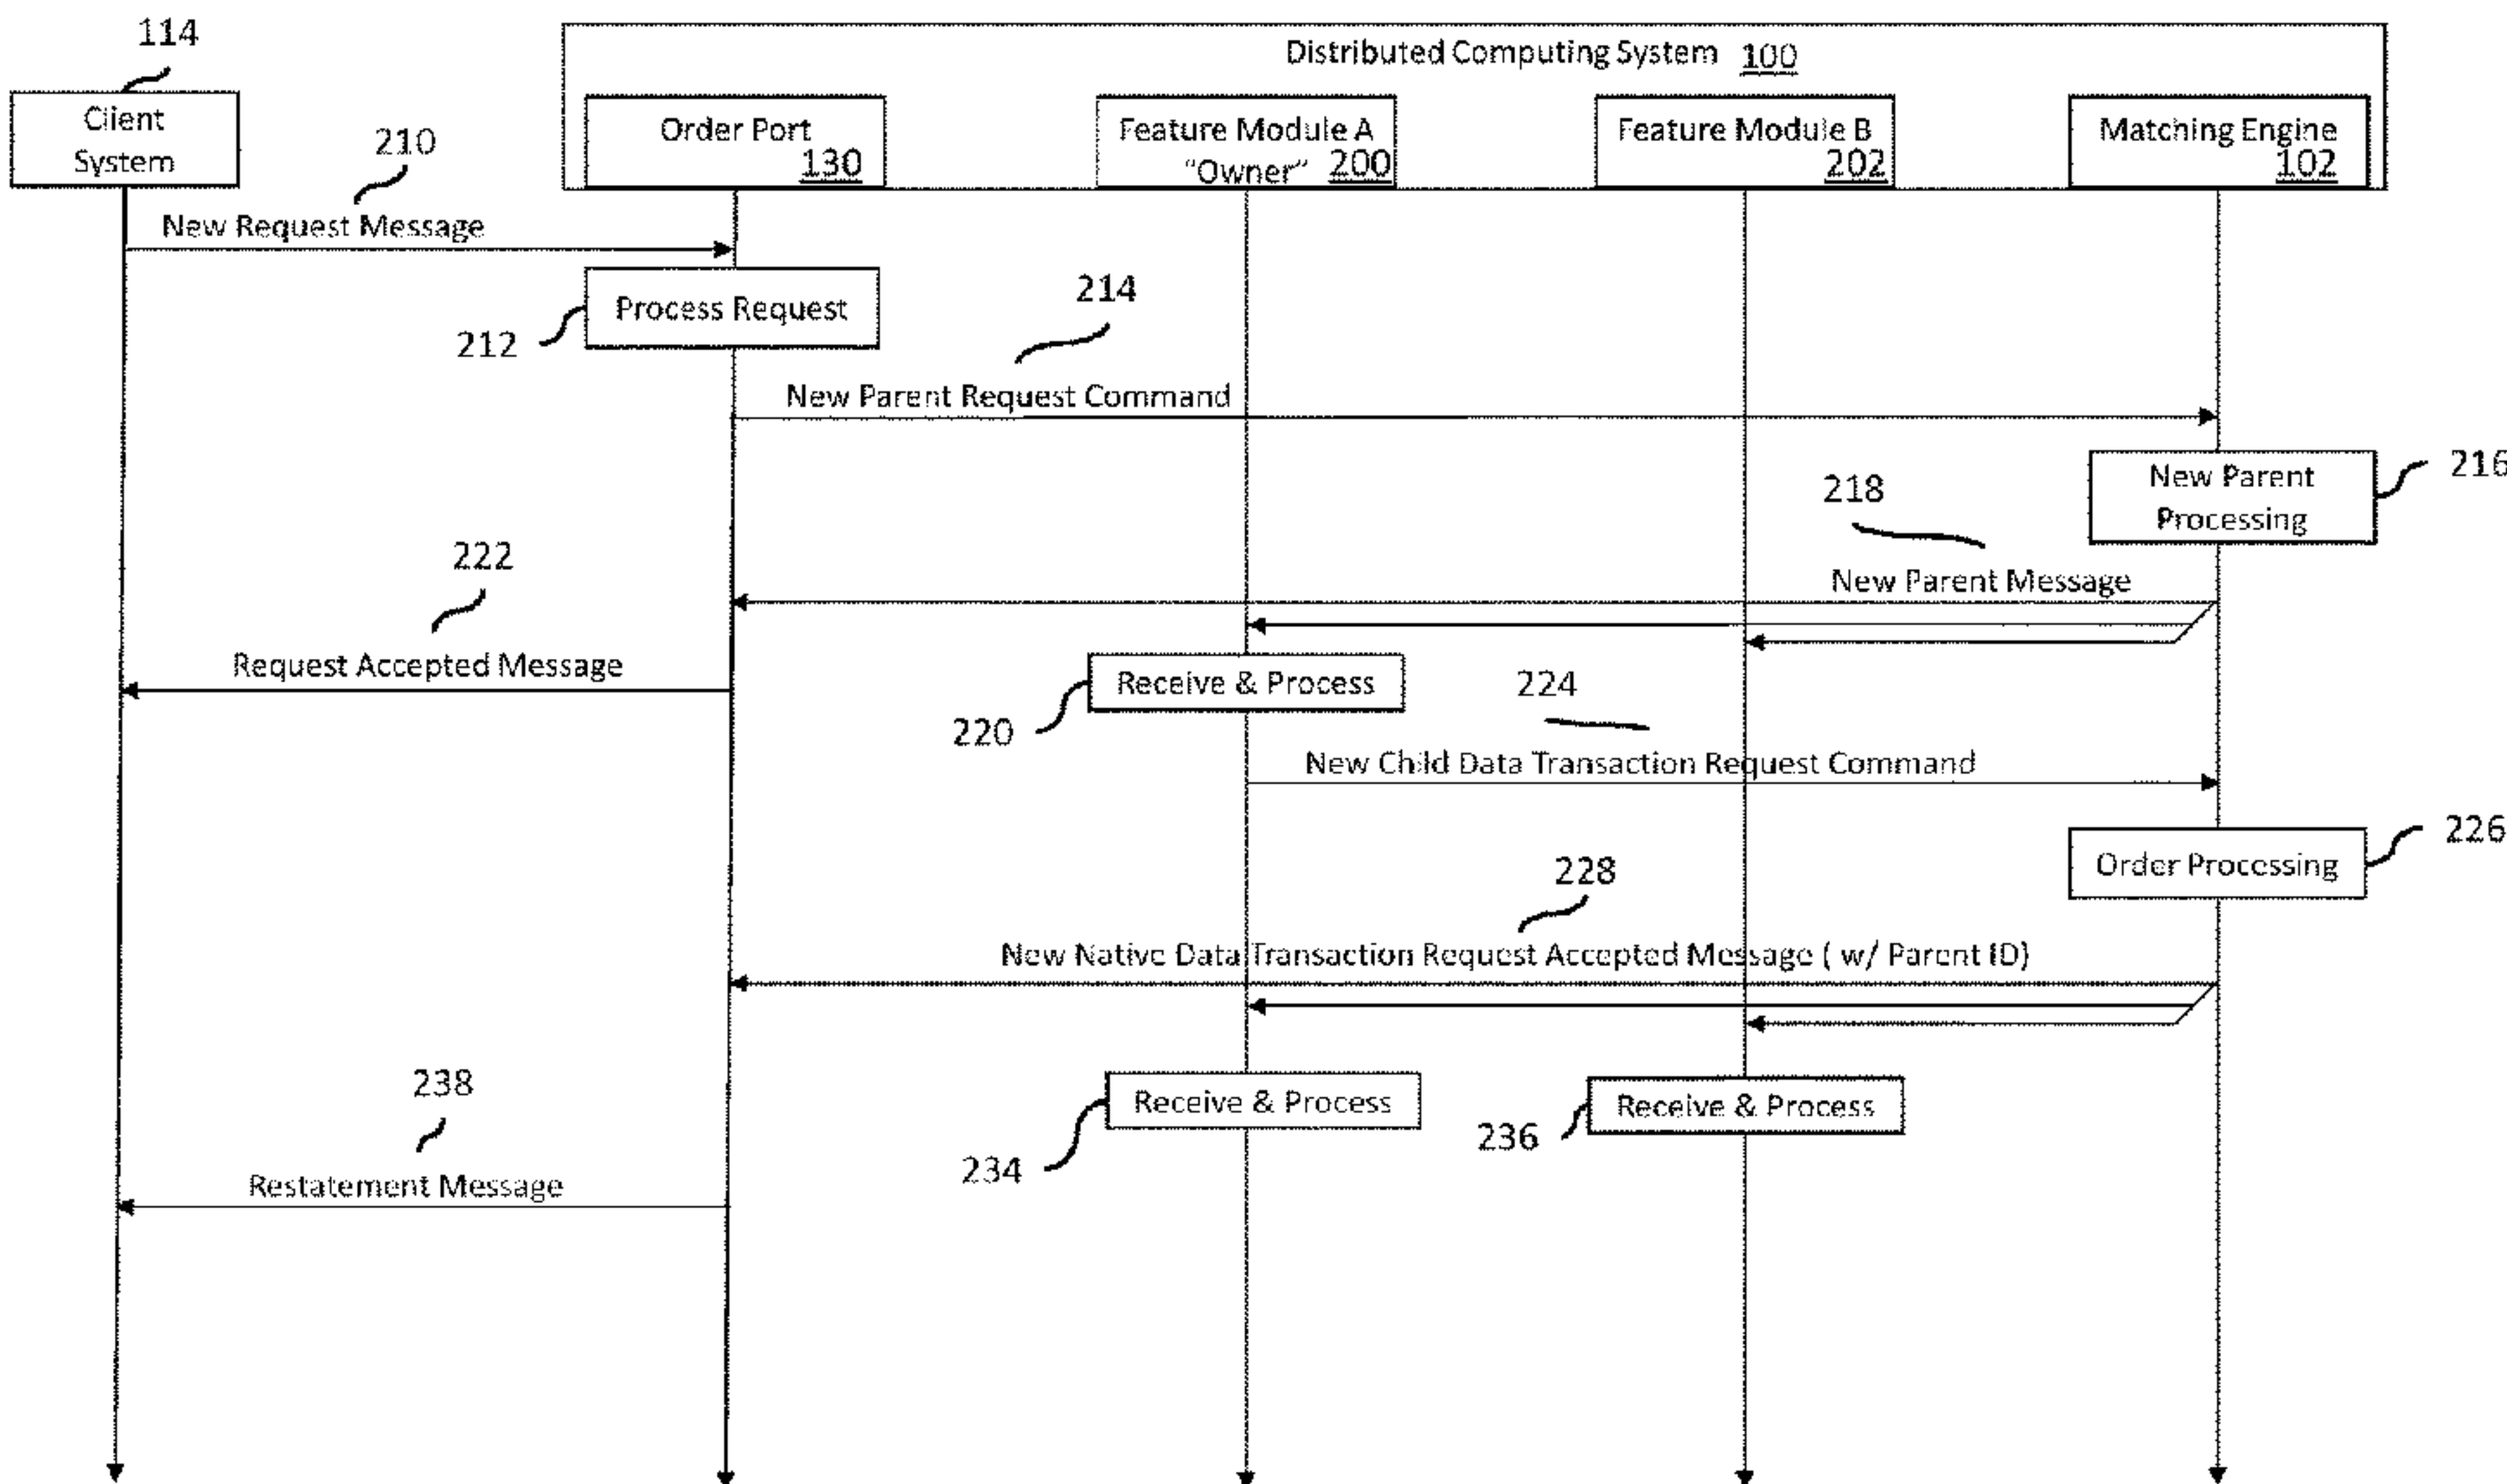 Distributed Computing System 100
114
Client
System
Order Port
130
Feature Module A
"Owner" 200
Feature Module B
202
Matching Engine
102
210
New Request Message
Process Request
212
214
New Parent Request Command
New Parent
Processing
216
218
New Parent Message
222
Request Accepted Message
Receive & Process
220
224
New Child Data Transaction Request Command
Order Processing
226
228
New Native Data Transaction Request Accepted Message ( w/ Parent ID)
Receive & Process
234
Receive & Process
236
238
Restatement Message